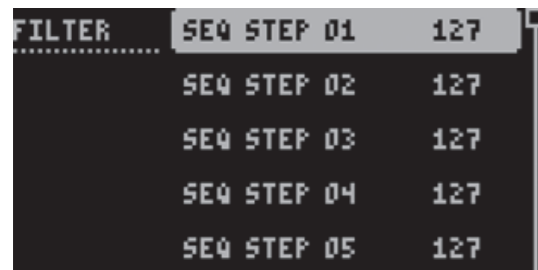 FILTER
SEQ STEP 01 127
SEQ STEP 02 127
SEQ STEP 03 127
SEQ STEP 04 127
SEQ STEP 05 127